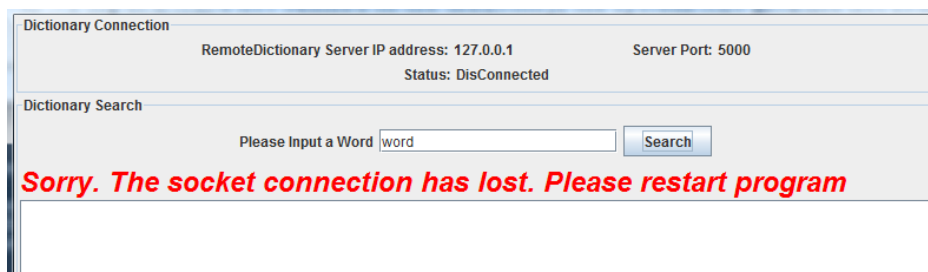 Dictionary Connection
RemoteDictionary Server IP address: 127.0.0.1 Server Port: 5000
Status: DisConnected
Dictionary Search
Please Input a Word word Search
Sorry. The socket connection has lost. Please restart program